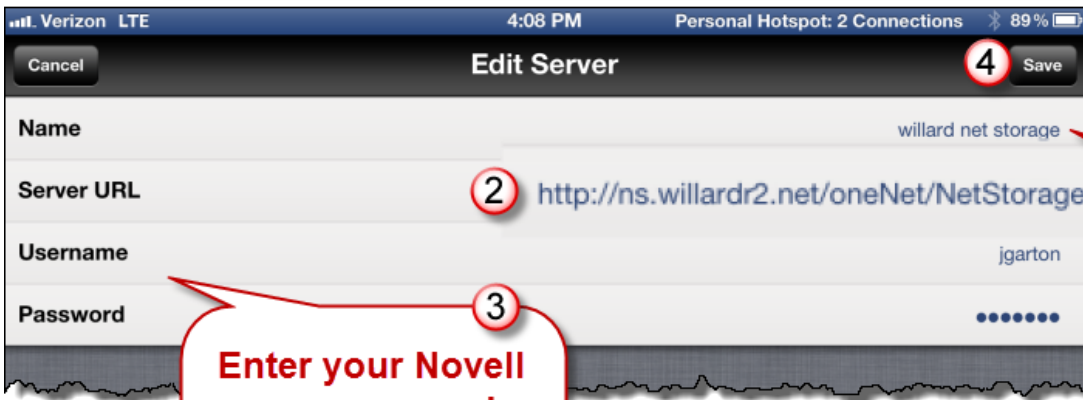 Verizon LTE 4:08 PM Personal Hotspot: 2 Connections 89%
Cancel Edit Server 4 Save
Name willard net storage
Server URL 2 http://ns.willardr2.net/oneNet/NetStorage
Username jgarton
Password 3 •••••••
Enter your Novell